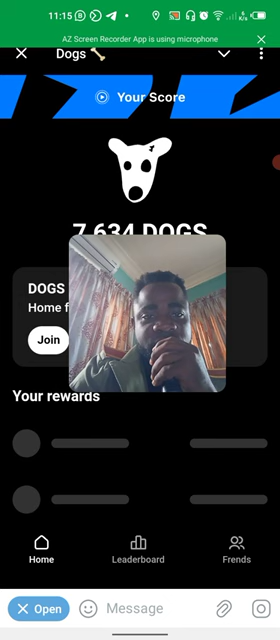 11:15
AZ Screen Recorder App is using microphone
Dogs 🦴
Your Score
7,634 DOGS
DOGS
Home f
Join
Your rewards
Home Leaderboard Frends
Open Message